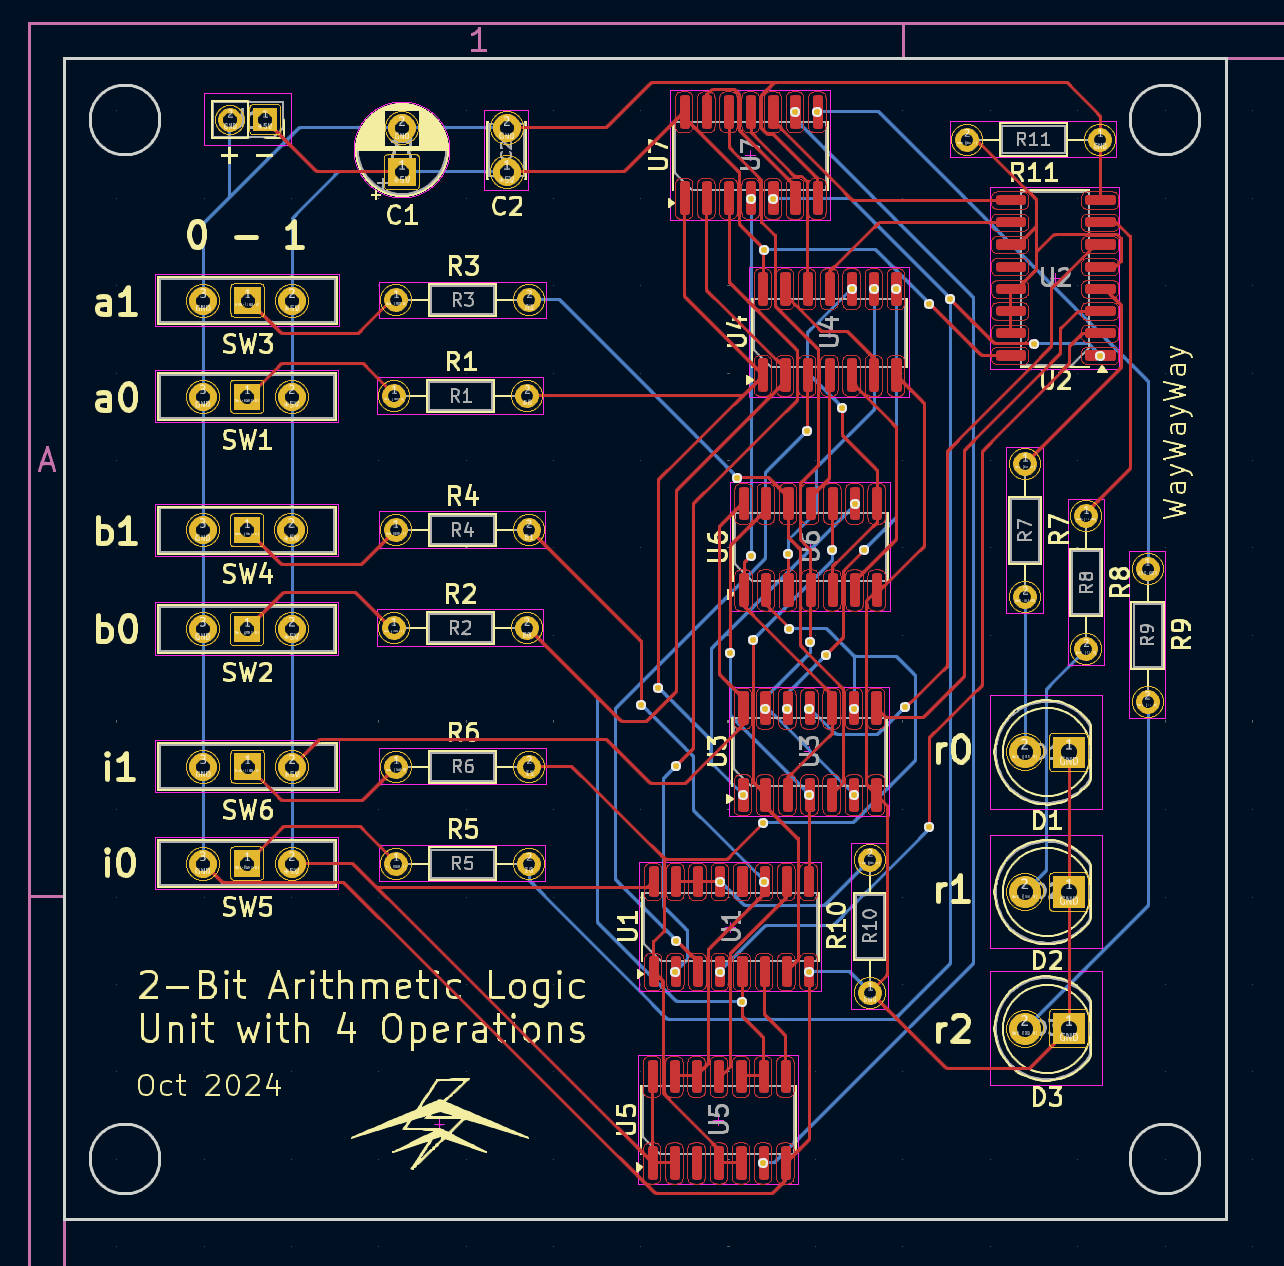 1
A
+ -
C1
C2
C2
U7
U7
R11
R11
0 - 1
a1
SW3
R3
R3
U4
U4
U2
U2
a0
SW1
R1
R1
WayWayWay
b1
SW4
R4
R4
U6
U6
R7
R7
R8
R8
b0
SW2
R2
R2
R9
R9
i1
SW6
R6
R6
U3
U3
r0
D1
i0
SW5
R5
R5
U1
U1
R10
R10
r1
D2
2-Bit Arithmetic Logic
Unit with 4 Operations
r2
D3
Oct 2024
U5
U5